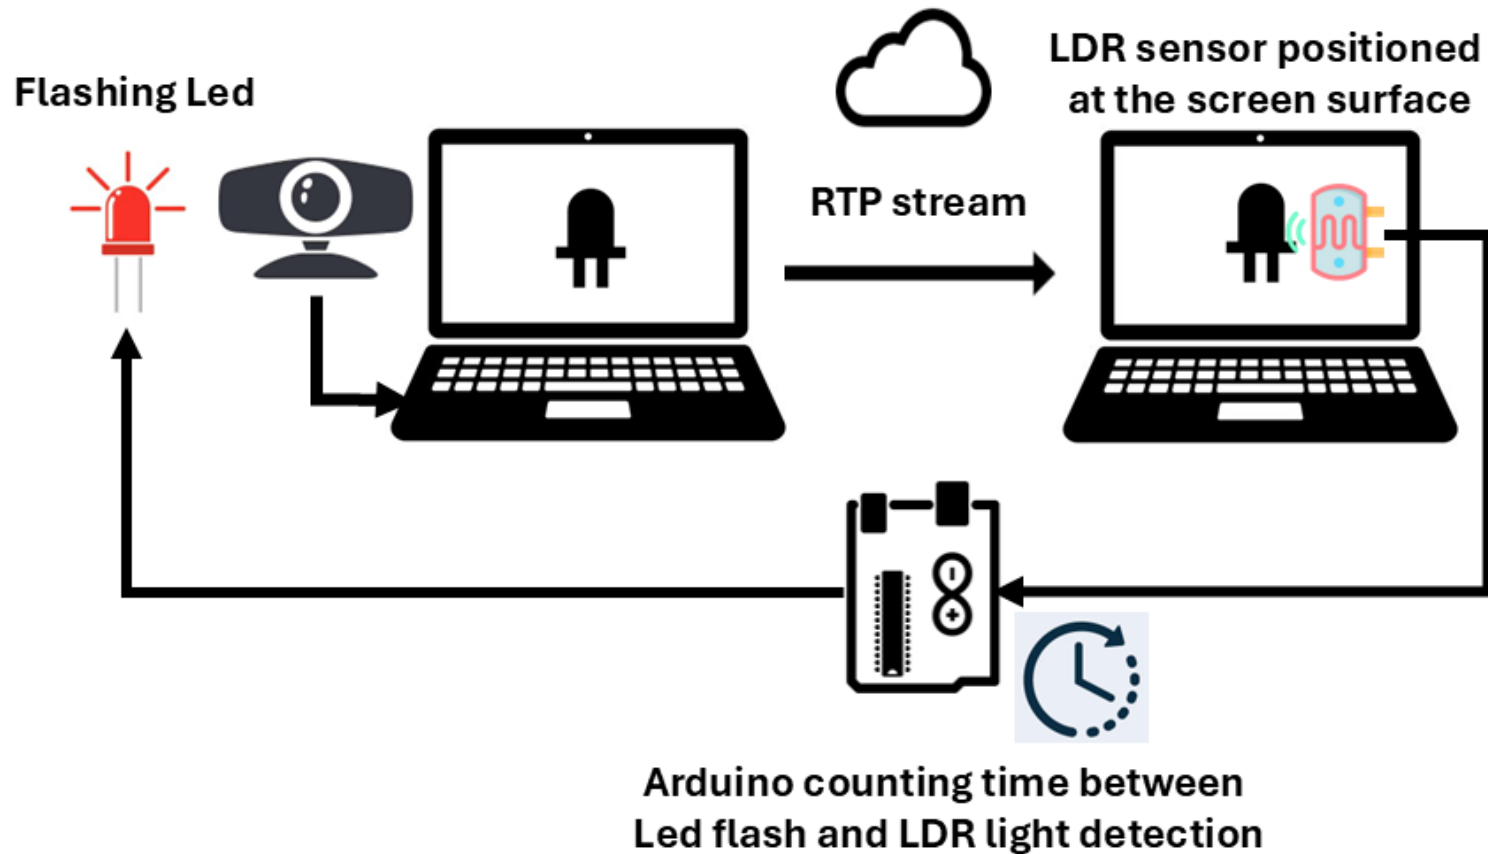 Flashing Led
LDR sensor positioned
at the screen surface
RTP stream
Arduino counting time between
Led flash and LDR light detection